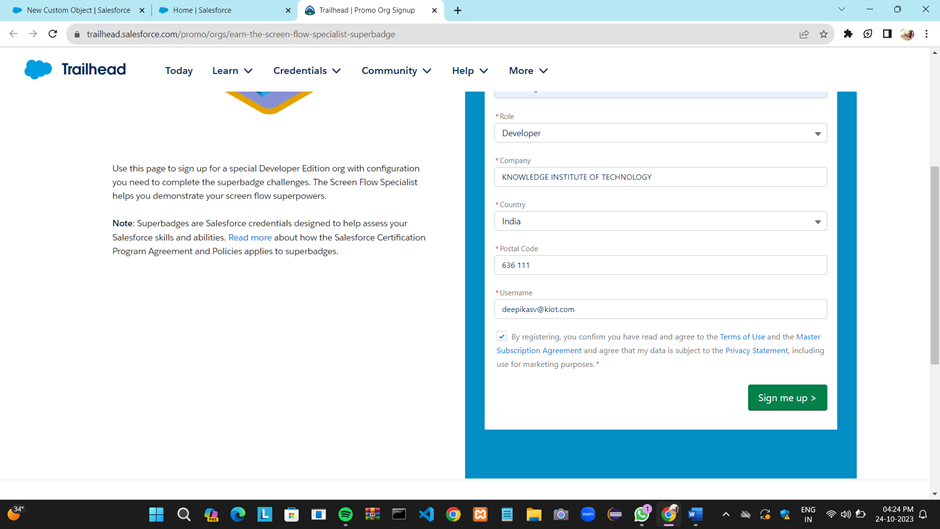 New Custom Object | Salesforce
Home | Salesforce
Trailhead | Promo Org Signup
trailhead.salesforce.com/promo/orgs/earn-the-screen-flow-specialist-superbadge
Trailhead
Today
Learn
Credentials
Community
Help
More
Use this page to sign up for a special Developer Edition org with configuration
you need to complete the superbadge challenges. The Screen Flow Specialist
helps you demonstrate your screen flow superpowers.
Note: Superbadges are Salesforce credentials designed to help assess your
Salesforce skills and abilities. Read more about how the Salesforce Certification
Program Agreement and Policies applies to superbadges.
*Role
Developer
*Company
KNOWLEDGE INSTITUTE OF TECHNOLOGY
*Country
India
*Postal Code
636 111
*Username
deepikasv@kiot.com
By registering, you confirm you have read and agree to the Terms of Use and the Master
Subscription Agreement and agree that my data is subject to the Privacy Statement, including
use for marketing purposes.*
Sign me up >
34°
ENG
IN
04:24 PM
24-10-2023